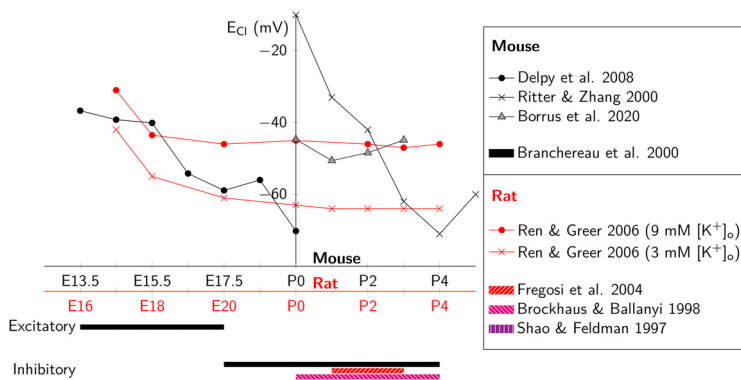 E_Cl (mV)
−20
−40
−60
Mouse
E13.5 E15.5 E17.5 P0 P2 P4
Rat
E16 E18 E20 P0 P2 P4
Excitatory
Inhibitory
Mouse
Delpy et al. 2008
Ritter & Zhang 2000
Borrus et al. 2020
Branchereau et al. 2000
Rat
Ren & Greer 2006 (9 mM [K⁺]ₒ)
Ren & Greer 2006 (3 mM [K⁺]ₒ)
Fregosi et al. 2004
Brockhaus & Ballanyi 1998
Shao & Feldman 1997